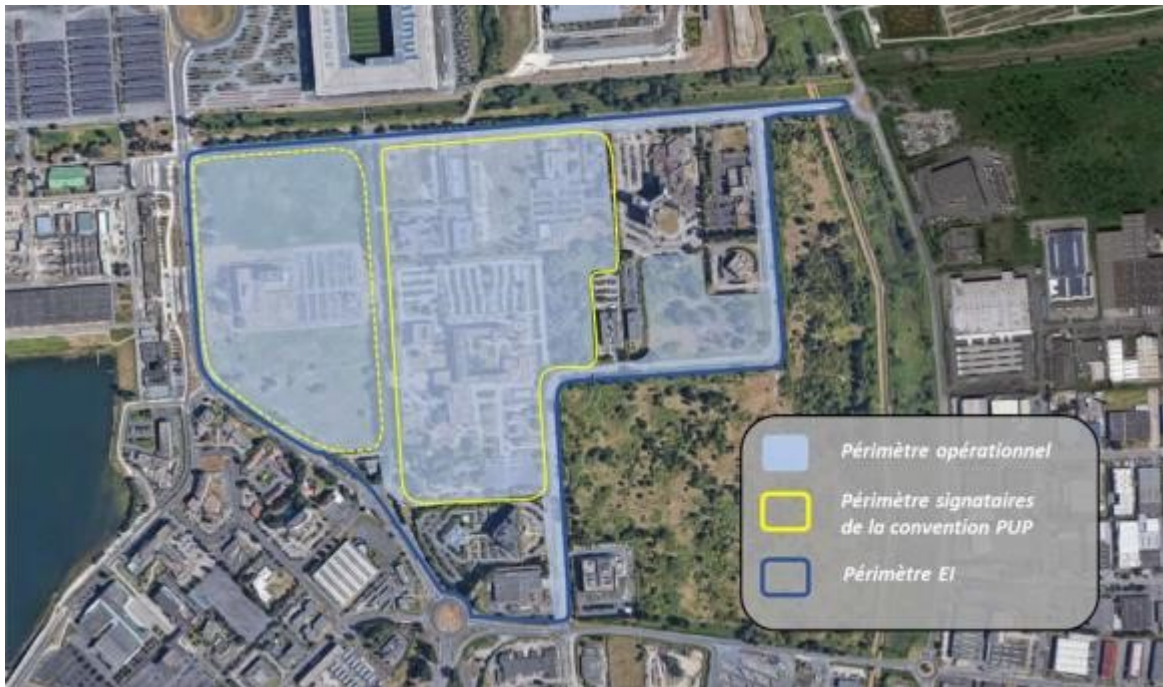 Périmètre opérationnel
Périmètre signataires
de la convention PUP
Périmètre EI